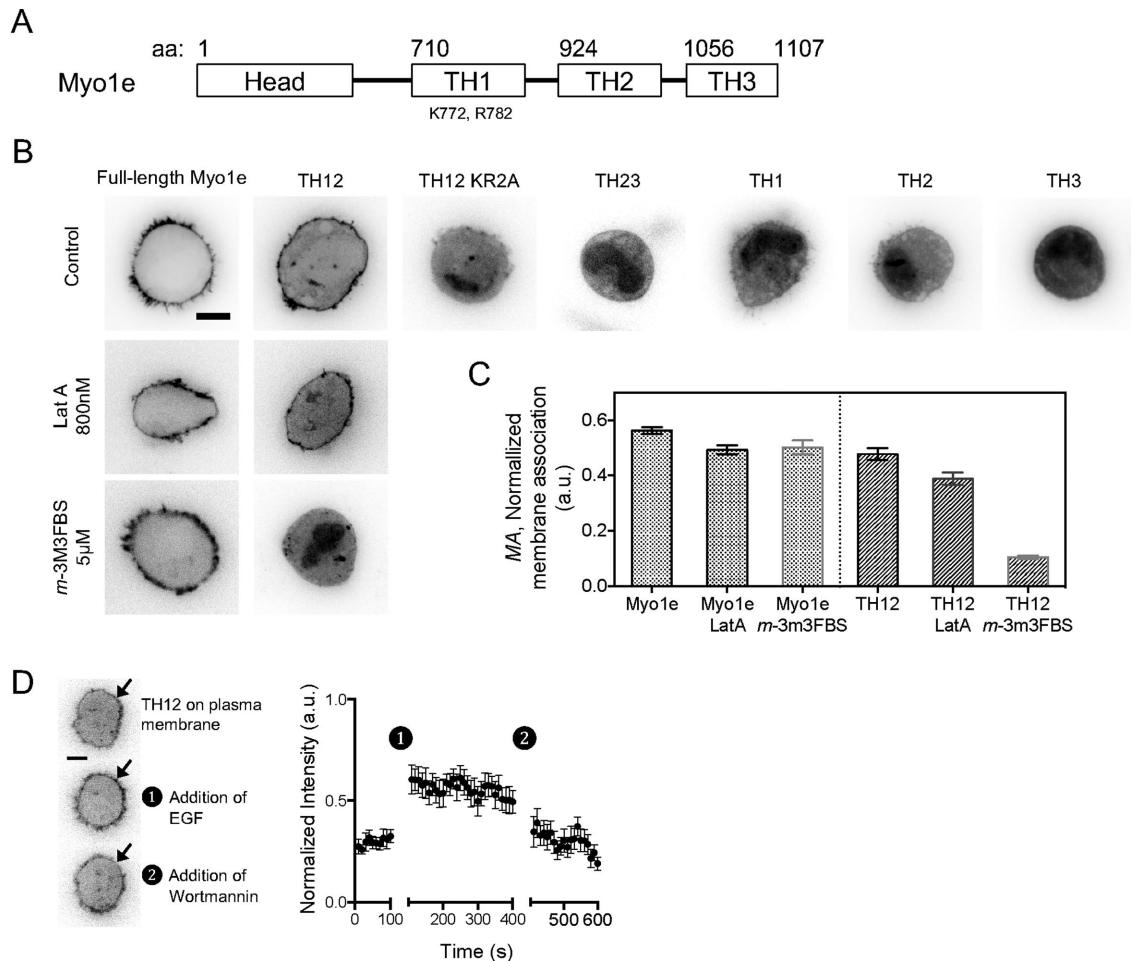 A
aa: 1 710 924 1056 1107
Myo1e Head TH1 TH2 TH3
K772, R782
B
Full-length Myo1e TH12 TH12 KR2A TH23 TH1 TH2 TH3
Control
Lat A
800nM
m-3M3FBS
5µM
C
MA, Normallized
membrane association
(a.u.)
0.6
0.4
0.2
0.0
Myo1e Myo1e Myo1e TH12 TH12 TH12
LatA m-3m3FBS LatA m-3m3FBS
D
TH12 on plasma
membrane
1 Addition of
EGF
2 Addition of
Wortmannin
Normalized Intensity (a.u.)
1.0
0.5
0.0
1 2
0 100 200 300 400 500 600
Time (s)